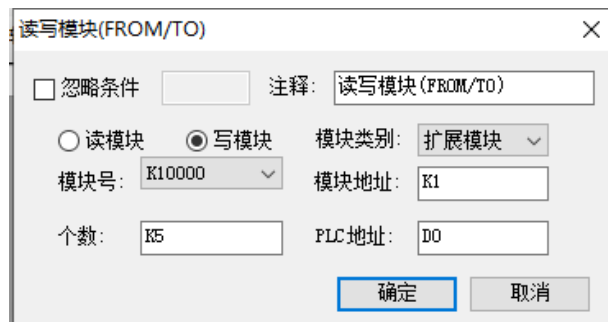 读写模块(FROM/TO)
忽略条件 注释: 读写模块(FROM/TO)
读模块 写模块 模块类别: 扩展模块
模块号: K10000 模块地址: K1
个数: K5 PLC地址: D0
确定 取消